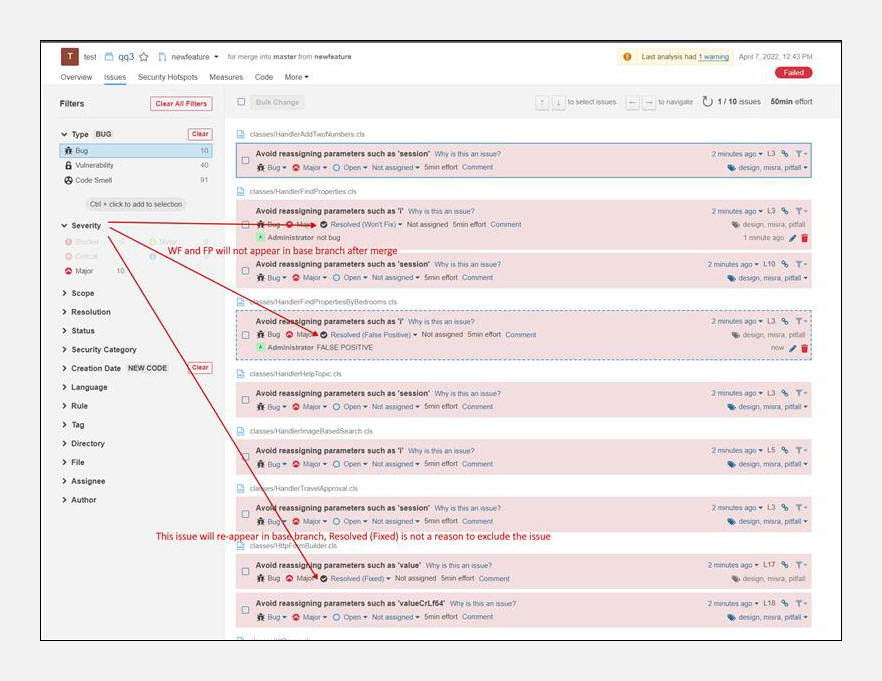 T test qq3 newfeature for merge into master from newfeature Last analysis had 1 warning April 7, 2022, 12:43 PM
Overview Issues Security Hotspots Measures Code More Failed
Filters Clear All Filters Bulk Change to select issues to navigate 1 / 10 issues 50min effort
Type BUG Clear
Bug 10
Vulnerability 40
Code Smell 91
Ctrl + click to add to selection
Severity
Blocker
Critical
Major 10
Scope
Resolution
Status
Security Category
Creation Date NEW CODE Clear
Language
Rule
Tag
Directory
File
Assignee
Author
classes/HandlerAddTwoNumbers.cls
Avoid reassigning parameters such as 'session' Why is this an issue? 2 minutes ago L3
Bug Major Open Not assigned 5min effort Comment design, misra, pitfall
classes/HandlerFindProperties.cls
Avoid reassigning parameters such as 'i' Why is this an issue? 2 minutes ago L3
Bug Major Resolved (Won't Fix) Not assigned 5min effort Comment design, misra, pitfall
A Administrator not bug 1 minute ago
WF and FP will not appear in base branch after merge
Avoid reassigning parameters such as 'session' Why is this an issue? 2 minutes ago L10
Bug Major Open Not assigned 5min effort Comment design, misra, pitfall
classes/HandlerFindPropertiesByBedrooms.cls
Avoid reassigning parameters such as 'i' Why is this an issue? 2 minutes ago L3
Bug Major Resolved (False Positive) Not assigned 5min effort Comment design, misra, pitfall
A Administrator FALSE POSITIVE now
classes/HandlerHelpTopic.cls
Avoid reassigning parameters such as 'session' Why is this an issue? 2 minutes ago L3
Bug Major Open Not assigned 5min effort Comment design, misra, pitfall
classes/HandlerImageBasedSearch.cls
Avoid reassigning parameters such as 'i' Why is this an issue? 2 minutes ago L5
Bug Major Open Not assigned 5min effort Comment design, misra, pitfall
classes/HandlerTravelApproval.cls
Avoid reassigning parameters such as 'session' Why is this an issue? 2 minutes ago L3
Bug Major Open Not assigned 5min effort Comment design, misra, pitfall
This issue will re-appear in base branch, Resolved (Fixed) is not a reason to exclude the issue
classes/HttpFormBuilder.cls
Avoid reassigning parameters such as 'value' Why is this an issue? 2 minutes ago L17
Bug Major Resolved (Fixed) Not assigned 5min effort Comment design, misra, pitfall
Avoid reassigning parameters such as 'valueCrLf64' Why is this an issue? 2 minutes ago L18
Bug Major Open Not assigned 5min effort Comment design, misra, pitfall